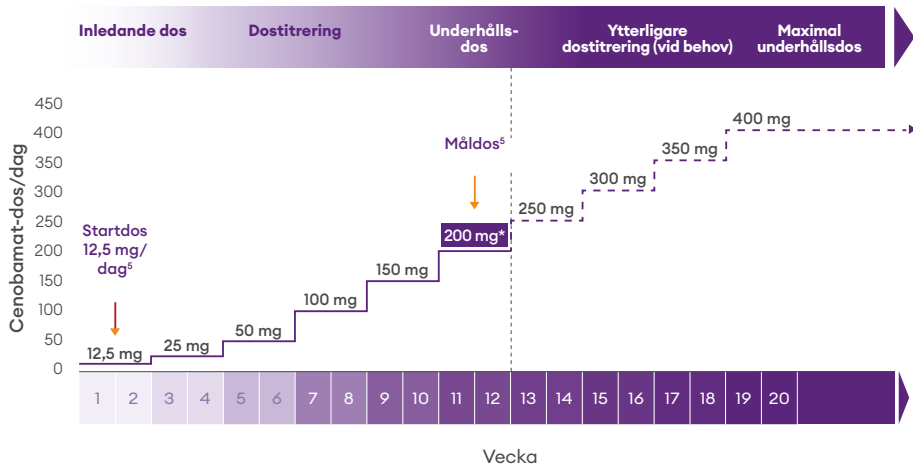 Inledande dos
Dostitrering
Underhålls-
dos
Ytterligare
dostitrering (vid behov)
Maximal
underhållsdos
Cenobamat-dos/dag
450
400
350
300
250
200
150
100
50
0
Startdos
12,5 mg/
dag⁵
Måldos⁵
12,5 mg
25 mg
50 mg
100 mg
150 mg
200 mg*
250 mg
300 mg
350 mg
400 mg
1 2 3 4 5 6 7 8 9 10 11 12 13 14 15 16 17 18 19 20
Vecka